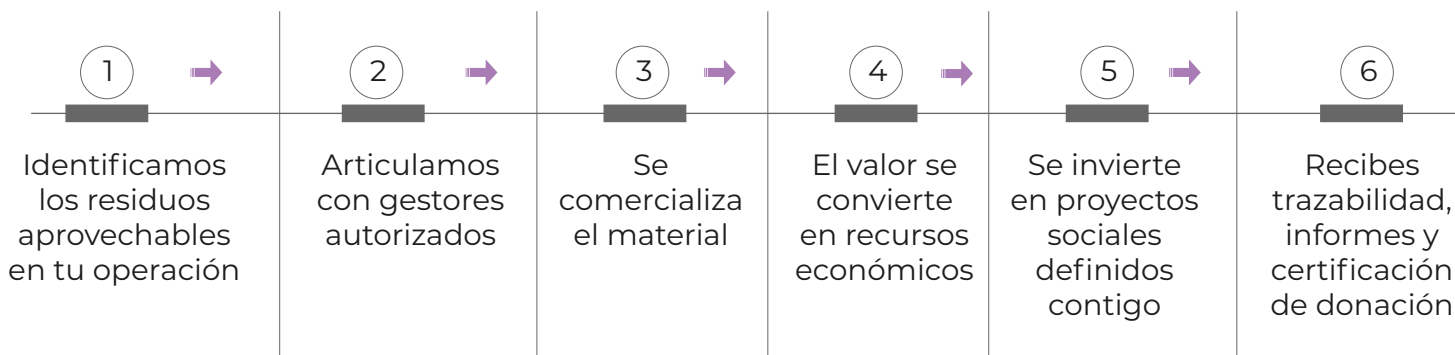 1
Identificamos
los residuos
aprovechables
en tu operación
2
Articulamos
con gestores
autorizados
3
Se
comercializa
el material
4
El valor se
convierte
en recursos
económicos
5
Se invierte
en proyectos
sociales
definidos
contigo
6
Recibes
trazabilidad,
informes y
certificación
de donación